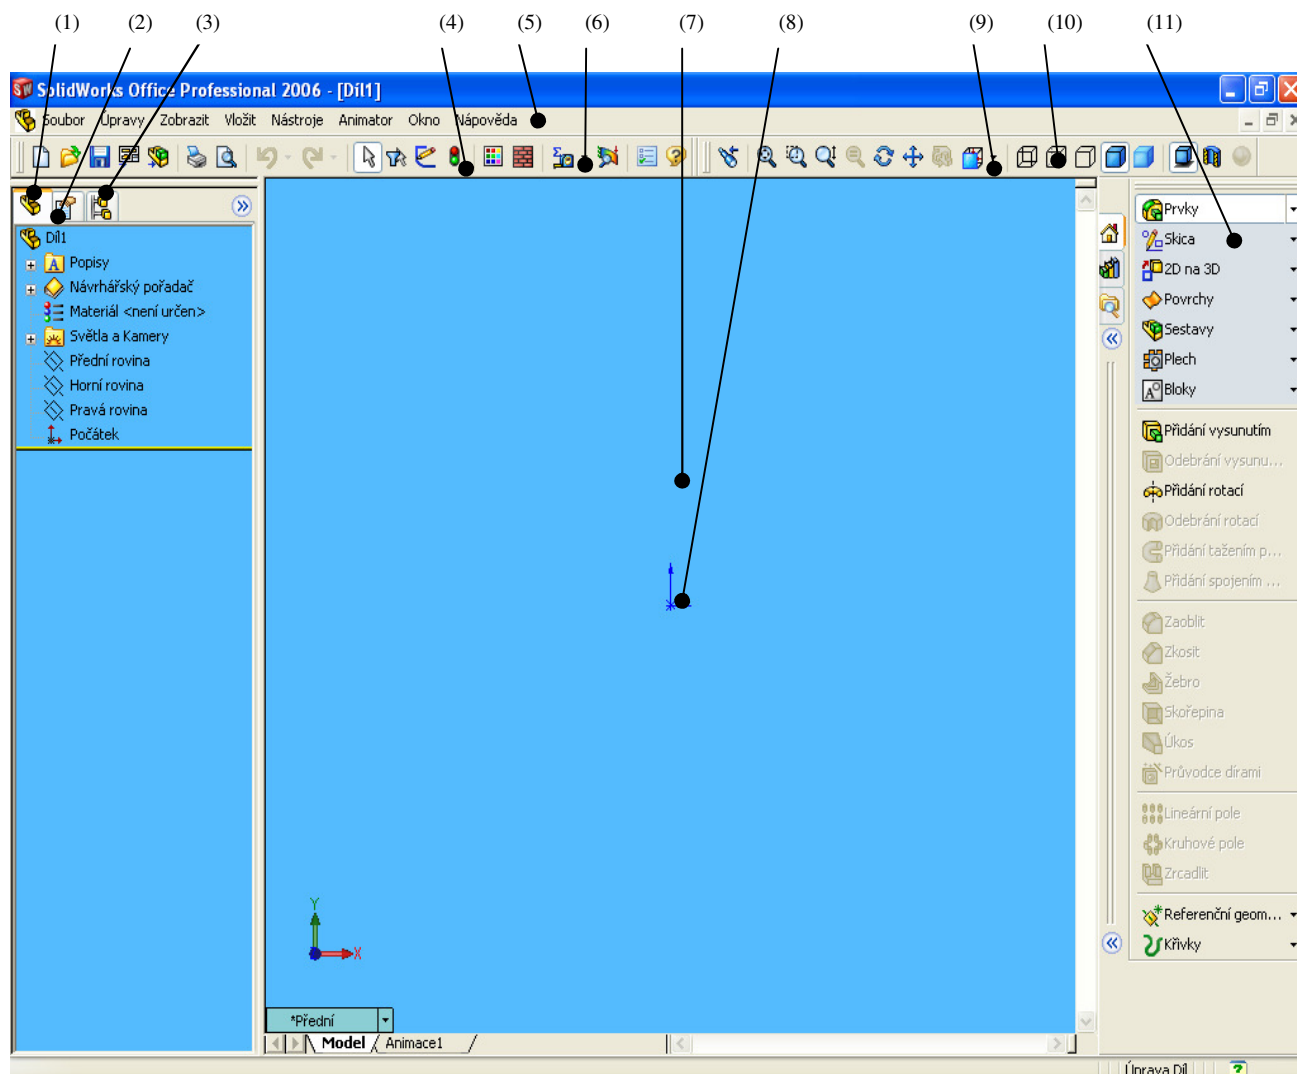 (1) (2) (3) (4) (5) (6) (7) (8) (9) (10) (11)
SolidWorks Office Professional 2006 - [Díl1]
Soubor Úpravy Zobrazit Vložit Nástroje Animator Okno Nápověda
Díl1
Popisy
Návrhářský pořadač
Materiál <není určen>
Světla a Kamery
Přední rovina
Horní rovina
Pravá rovina
Počátek
Y
X
*Přední
Model Animace1
Prvky
Skica
2D na 3D
Povrchy
Sestavy
Plech
Bloky
Přidání vysunutím
Odebrání vysunu...
Přidání rotací
Odebrání rotací
Přidání tažením p...
Přidání spojením ...
Zaoblit
Zkosit
Žebro
Skořepina
Úkos
Průvodce dírami
Lineární pole
Kruhové pole
Zrcadlit
Referenční geom...
Křivky
Úprava Díl